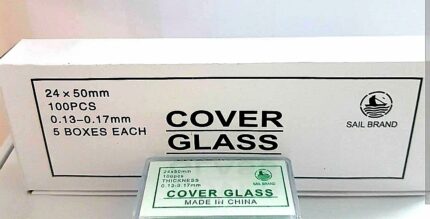 24 x 50mm
100PCS
0.13-0.17mm
5 BOXES EACH
COVER
GLASS
SAIL BRAND
24x50mm
100pcs
THICKNESS
0.13-0.17mm
COVER GLASS
MADE IN CHINA
SAIL BRAND